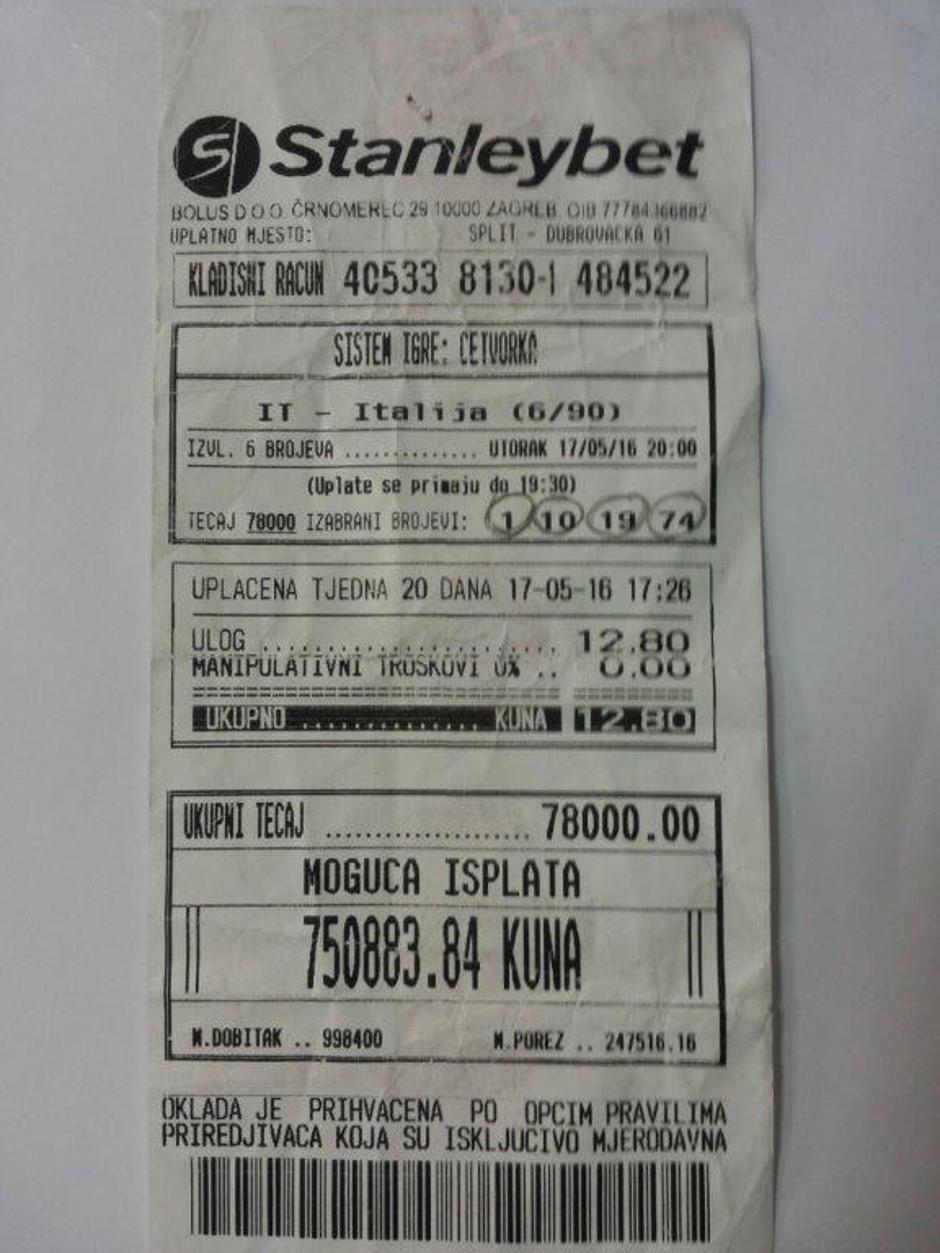 Stanleybet
BOLUS D.O.O. ČRNOMEREC 29 10000 ZAGREB. OIB
UPLATNO MJESTO: SPLIT - DUBROVACKA 61
KLADISNI RACUN 40533 8130-1 484522
SISTEM IGRE: CETVORKA
IT - Italija (6/90)
IZVL. 6 BROJEVA .............. UTORAK 17/05/16 20:00
(Uplate se primaju do 19:30)
TECAJ 78000 IZABRANI BROJEVI: 1 10 19 74
UPLACENA TJEDNA 20 DANA 17-05-16 17:26
ULOG ........................ 12.80
MANIPULATIVNI TROSKOVI 0% .. 0.00
UKUPNO .............. KUNA 12.80
UKUPNI TECAJ .................... 78000.00
MOGUCA ISPLATA
750883.84 KUNA
M.DOBITAK .. 998400 M.POREZ .. 247516.16
OKLADA JE PRIHVACENA PO OPCIM PRAVILIMA
PRIREDJIVACA KOJA SU ISKLJUCIVO MJERODAVNA